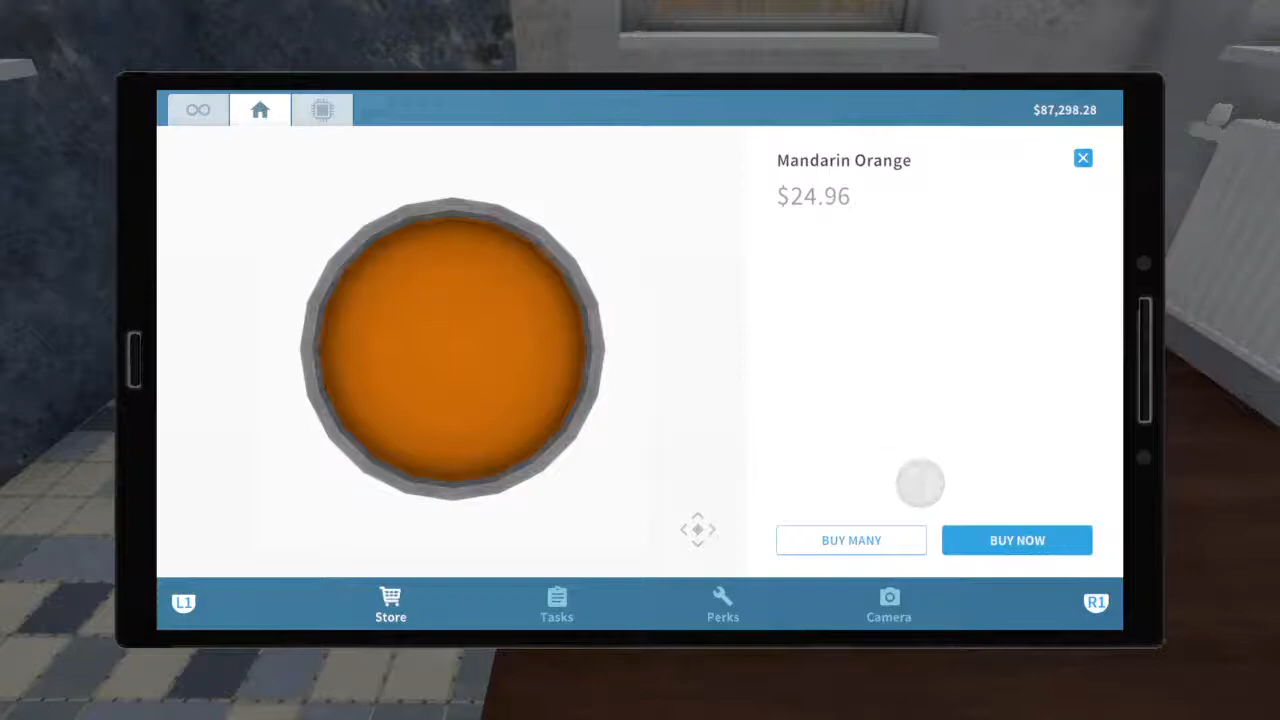 $87,298.28
Mandarin Orange
$24.96
BUY MANY
BUY NOW
L1
Store
Tasks
Perks
Camera
R1